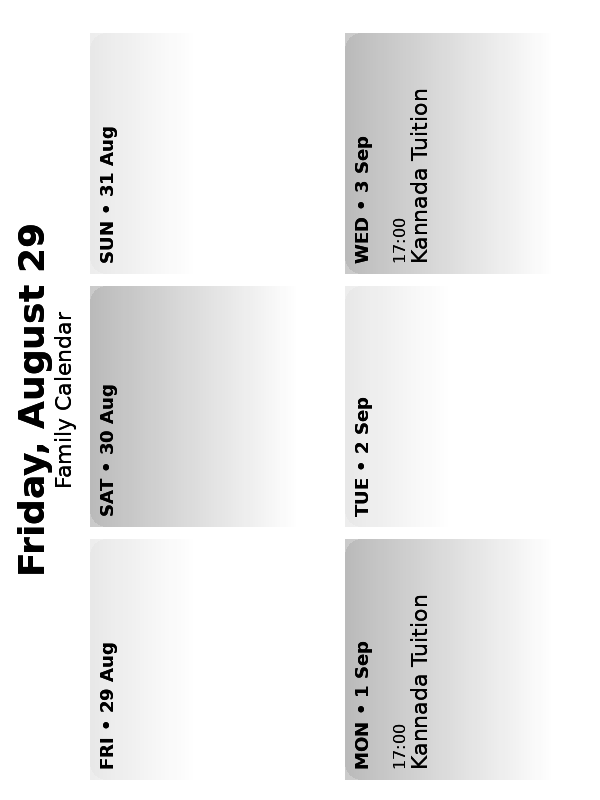 Friday, August 29
Family Calendar
FRI • 29 Aug
SAT • 30 Aug
SUN • 31 Aug
MON • 1 Sep
17:00
Kannada Tuition
TUE • 2 Sep
WED • 3 Sep
17:00
Kannada Tuition